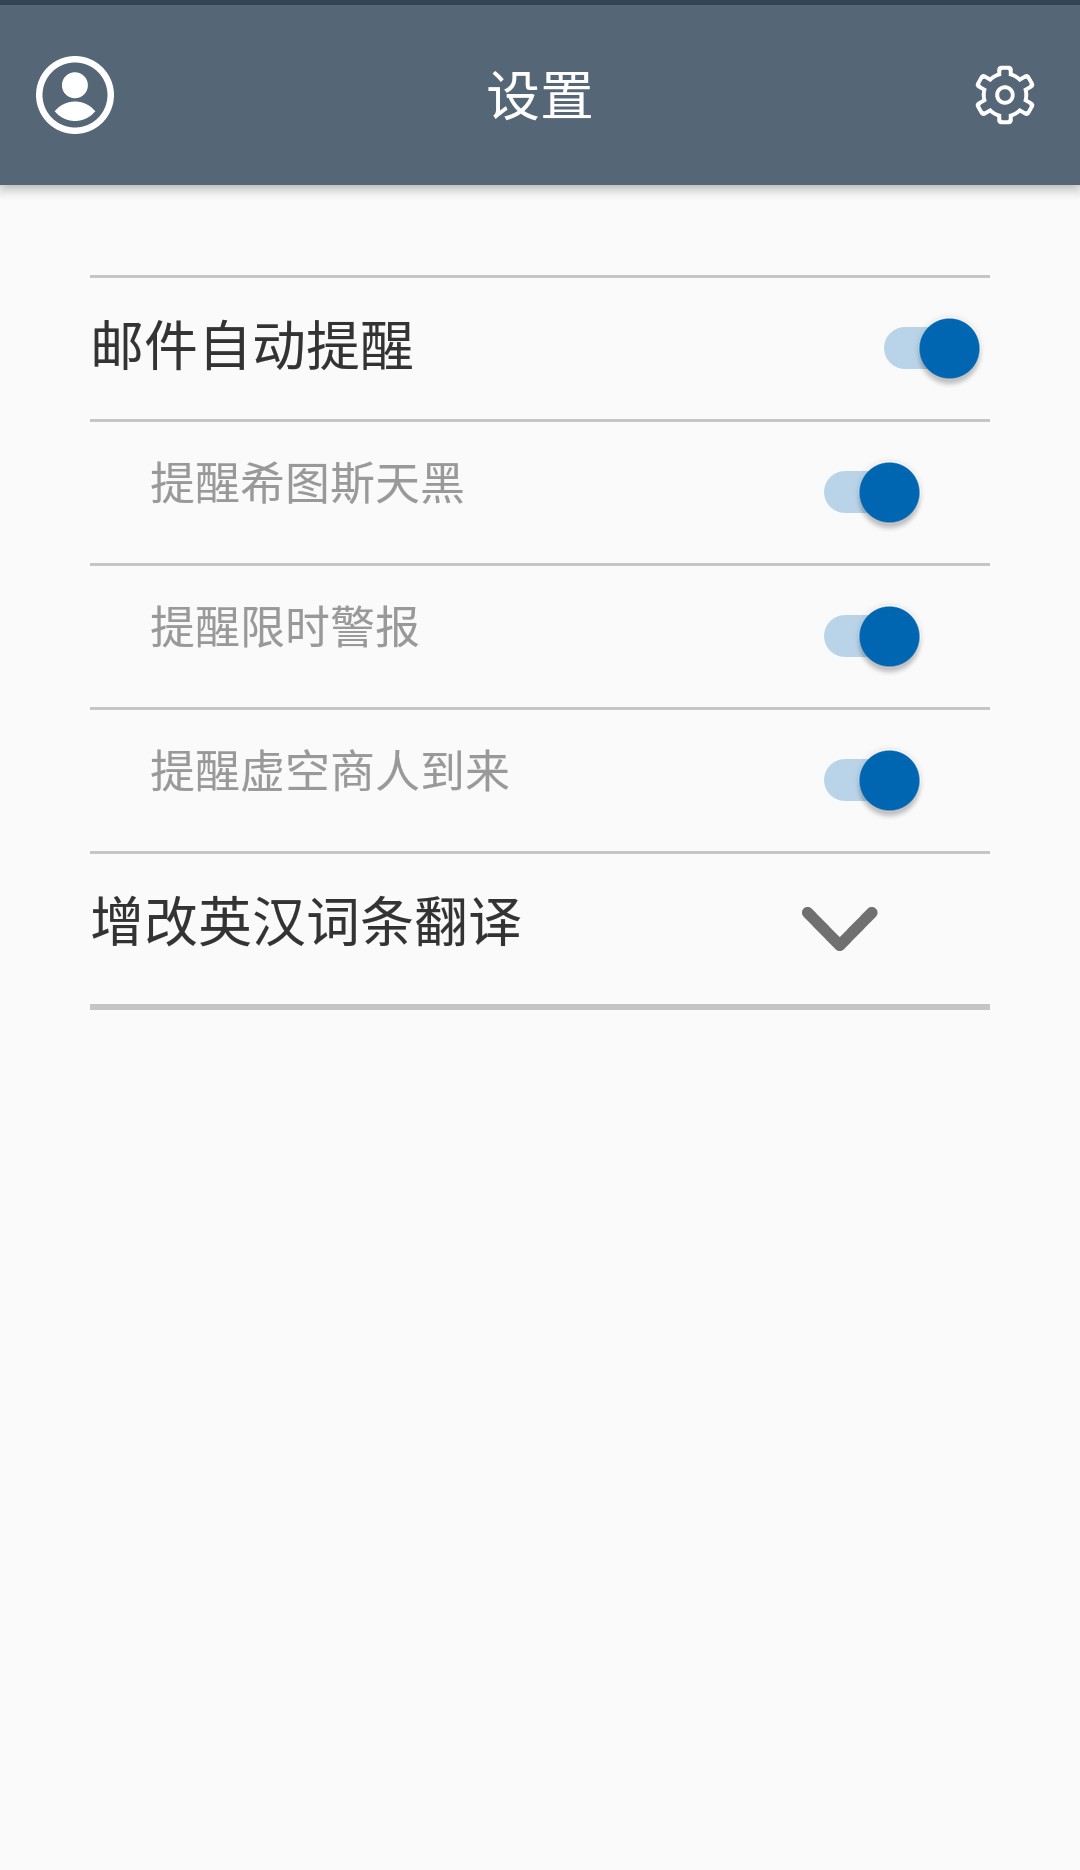 设置
邮件自动提醒
提醒希图斯天黑
提醒限时警报
提醒虚空商人到来
增改英汉词条翻译